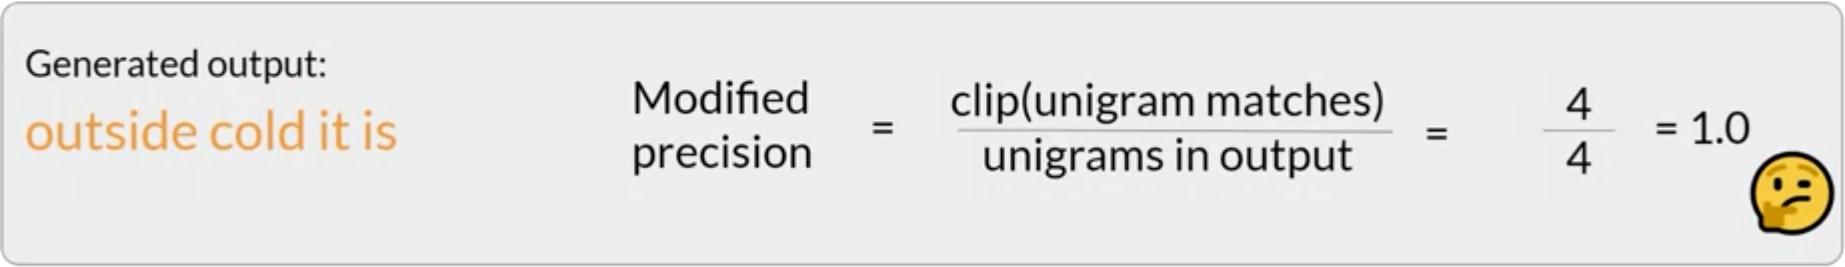 Generated output:
outside cold it is
Modified
precision
=
clip(unigram matches)
unigrams in output
=
4
4
= 1.0